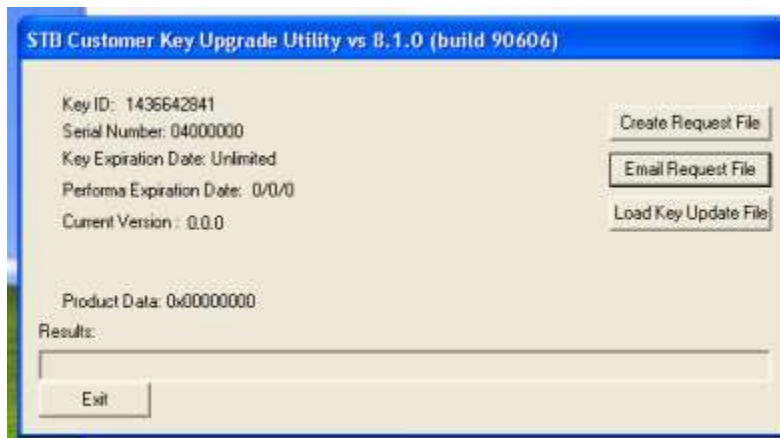 STB Customer Key Upgrade Utility vs 8.1.0 (build 90606)
Key ID: 1436642841
Serial Number: 04000000
Key Expiration Date: Unlimited
Performa Expiration Date: 0/0/0
Current Version : 0.0.0
Create Request File
Email Request File
Load Key Update File
Product Data: 0x00000000
Results:
Exit